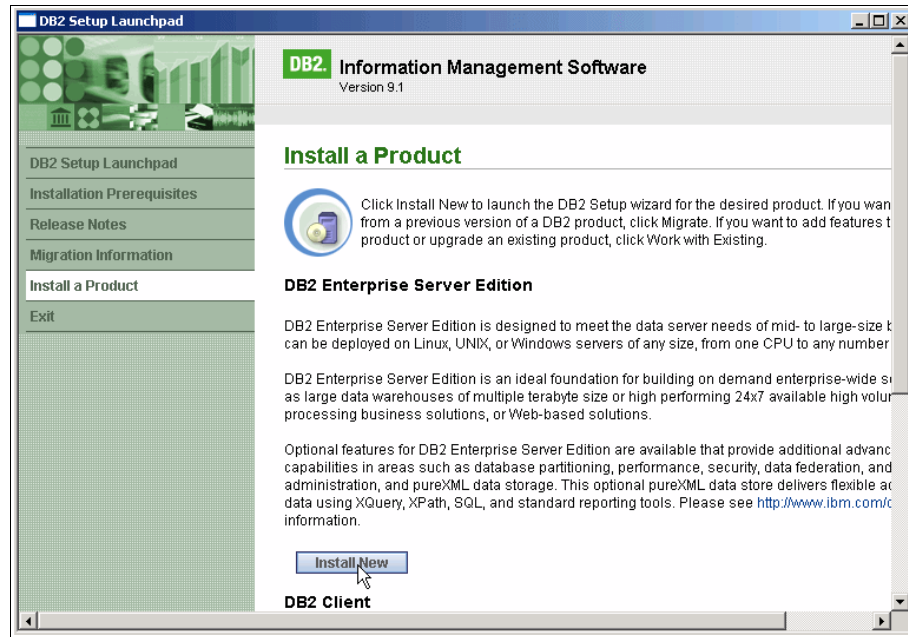 DB2 Setup Launchpad
DB2. Information Management Software
Version 9.1
DB2 Setup Launchpad
Installation Prerequisites
Release Notes
Migration Information
Install a Product
Exit
Install a Product
Click Install New to launch the DB2 Setup wizard for the desired product. If you wan
from a previous version of a DB2 product, click Migrate. If you want to add features t
product or upgrade an existing product, click Work with Existing.
DB2 Enterprise Server Edition
DB2 Enterprise Server Edition is designed to meet the data server needs of mid- to large-size b
can be deployed on Linux, UNIX, or Windows servers of any size, from one CPU to any number
DB2 Enterprise Server Edition is an ideal foundation for building on demand enterprise-wide s
as large data warehouses of multiple terabyte size or high performing 24x7 available high volu
processing business solutions, or Web-based solutions.
Optional features for DB2 Enterprise Server Edition are available that provide additional advanc
capabilities in areas such as database partitioning, performance, security, data federation, and
administration, and pureXML data storage. This optional pureXML data store delivers flexible a
data using XQuery, XPath, SQL, and standard reporting tools. Please see http://www.ibm.com/
information.
Install New
DB2 Client